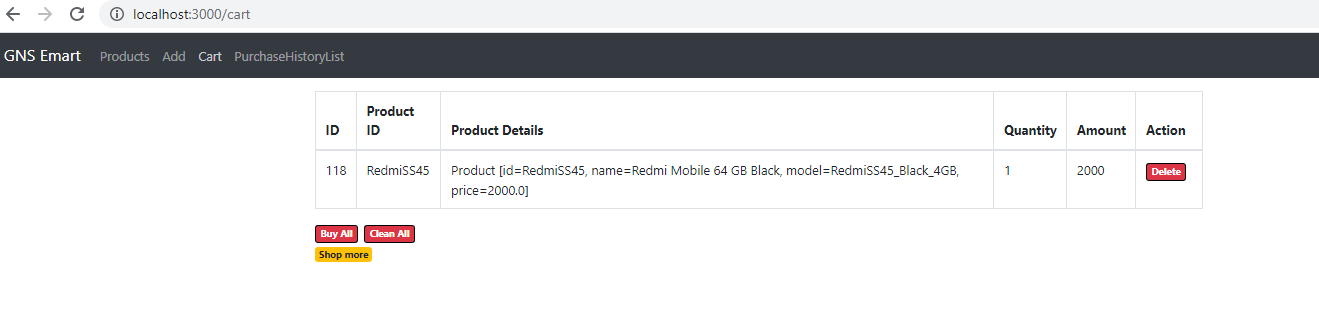 localhost:3000/cart
GNS Emart Products Add Cart PurchaseHistoryList
Product
ID ID Product Details Quantity Amount Action
118 RedmiSS45 Product [id=RedmiSS45, name=Redmi Mobile 64 GB Black, model=RedmiSS45_Black_4GB, 1 2000 Delete
price=2000.0]
Buy All Clean All
Shop more